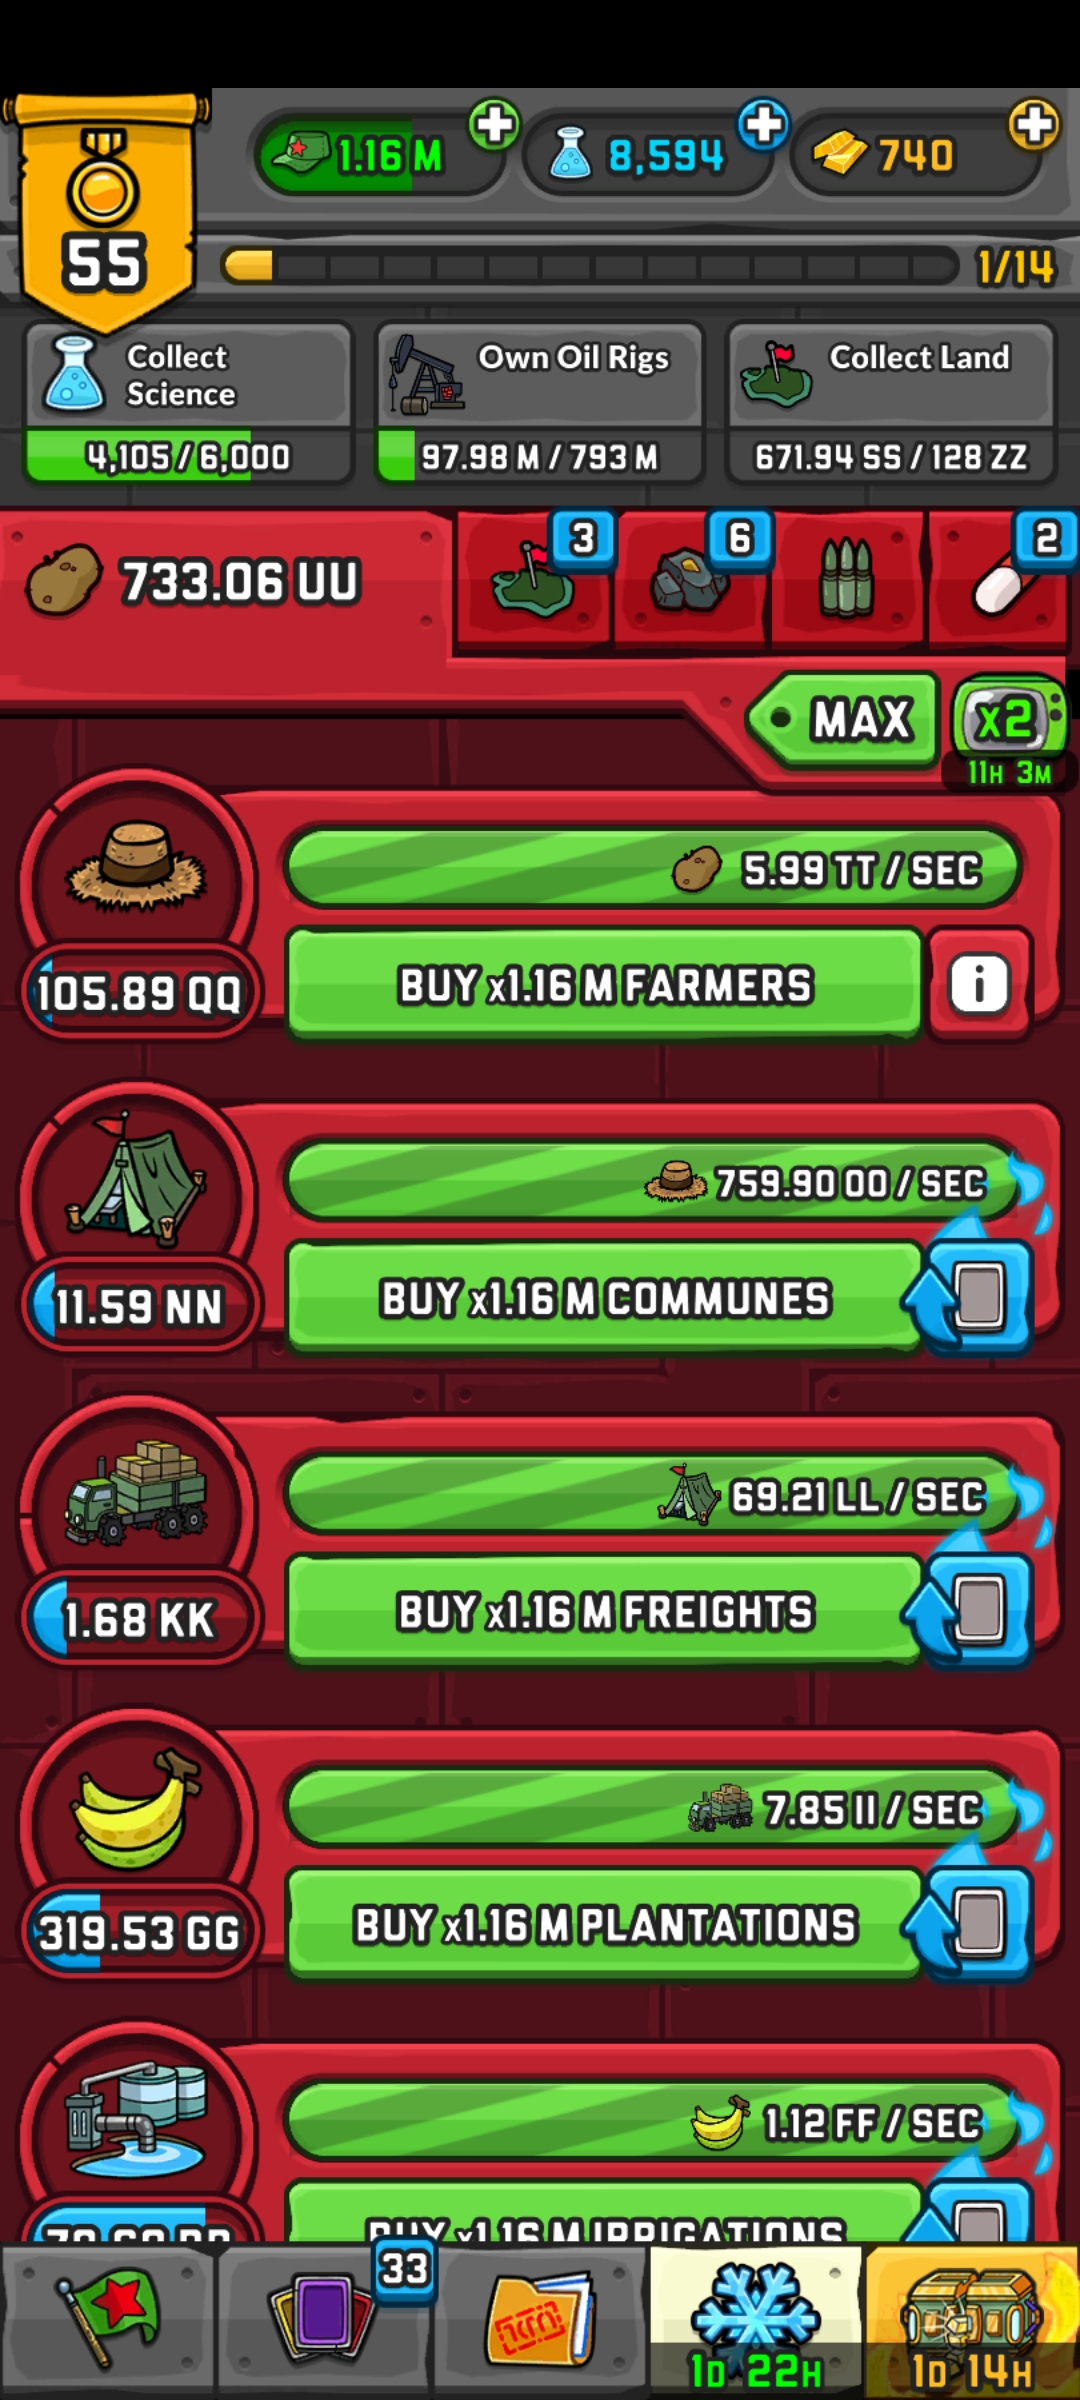 55
1.16 M
8,594
740
1/14
Collect
Science
4,105 / 6,000
Own Oil Rigs
97.98 M / 793 M
Collect Land
671.94 SS / 128 ZZ
733.06 UU
3
6
2
MAX
x2
11H 3M
5.99 TT / SEC
105.89 QQ
BUY x1.16 M FARMERS
i
759.90 OO / SEC
11.59 NN
BUY x1.16 M COMMUNES
69.21 LL / SEC
1.68 KK
BUY x1.16 M FREIGHTS
7.85 II / SEC
319.53 GG
BUY x1.16 M PLANTATIONS
1.12 FF / SEC
BUY x1.16 M IRRIGATIONS
33
1D 22H
1D 14H